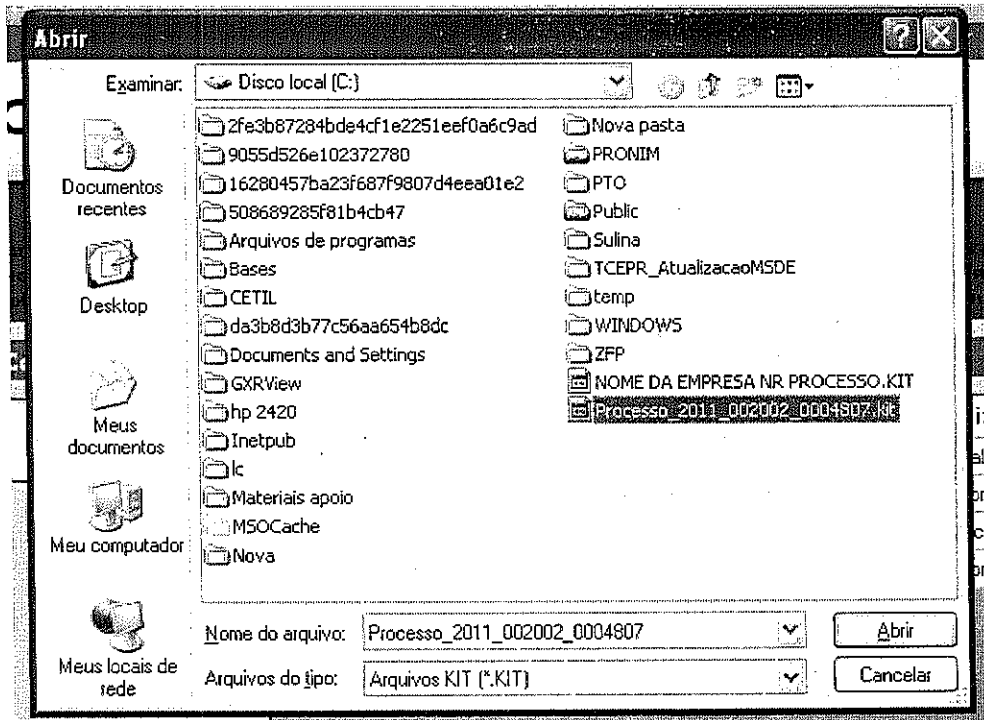 Abrir
Examinar: Disco local (C:)
Documentos
recentes
Desktop
Meus
documentos
Meu computador
Meus locais de
rede
2fe3b87284bde4cf1e2251eef0a6c9ad
9055d526e102372780
16280457ba23f687f9807d4eea01e2
508689285f81b4cb47
Arquivos de programas
Bases
CETIL
da3b8d3b77c56aa654b8dc
Documents and Settings
GXRView
hp 2420
Inetpub
lc
Materiais apoio
MSOCache
Nova
Nova pasta
PRONIM
PTO
Public
Sulina
TCEPR_AtualizacaoMSDE
temp
WINDOWS
ZFP
NOME DA EMPRESA NR PROCESSO.KIT
Processo_2011_002002_0004807.kit
Nome do arquivo: Processo_2011_002002_0004807
Abrir
Arquivos do tipo: Arquivos KIT (*.KIT)
Cancelar